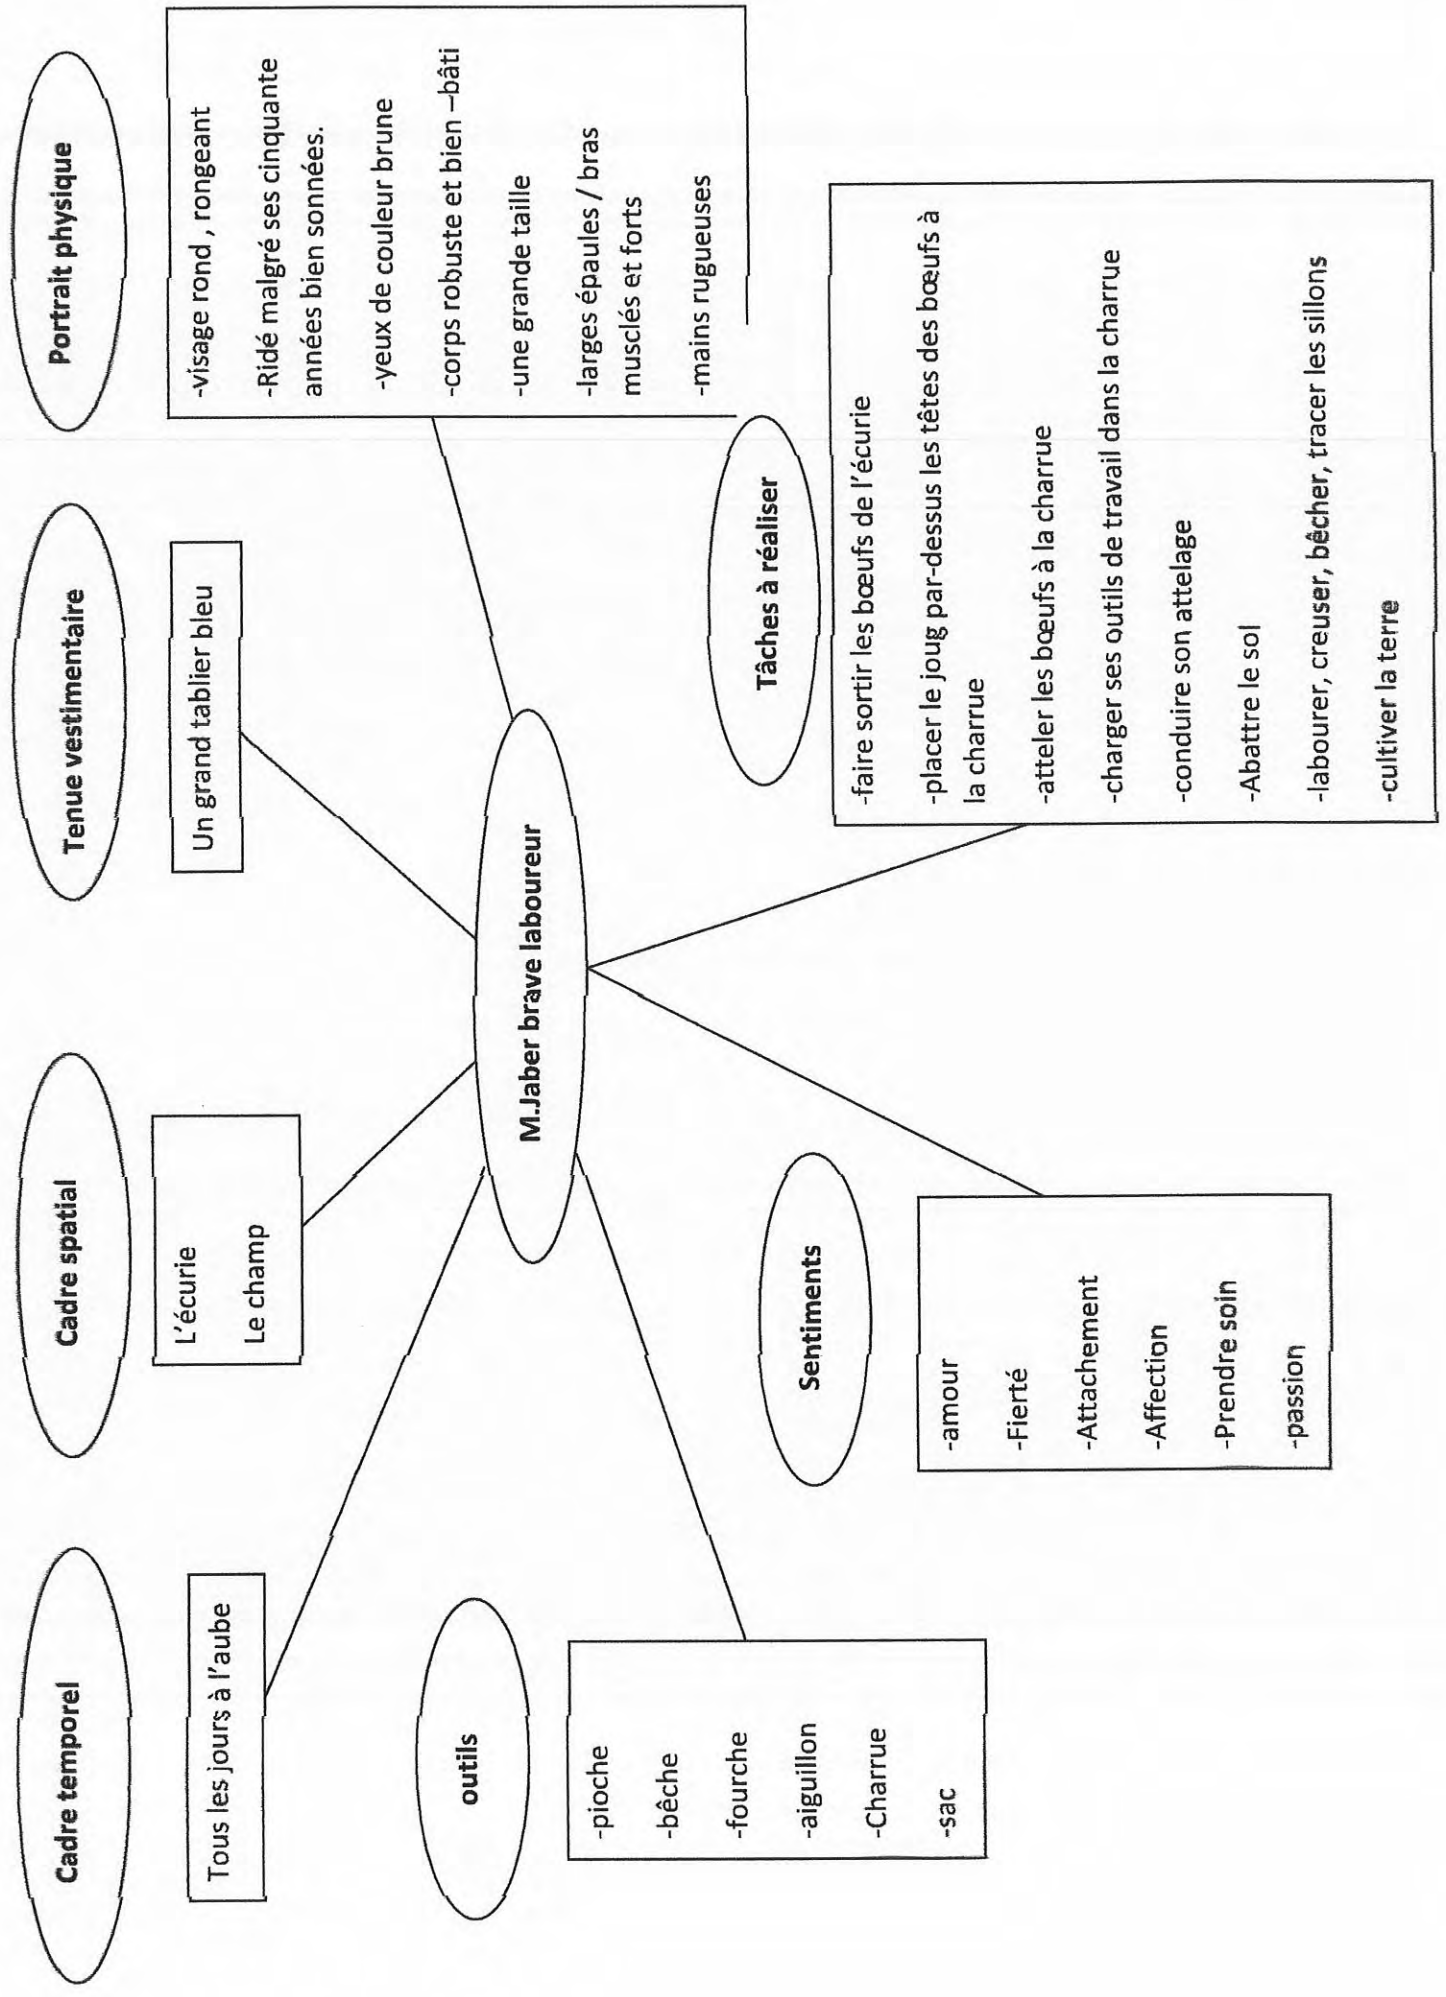 Cadre temporel
Tous les jours à l'aube
Cadre spatial
L'écurie
Le champ
Tenue vestimentaire
Un grand tablier bleu
Portrait physique
-visage rond , rongeant
-Ridé malgré ses cinquante
années bien sonnées.
-yeux de couleur brune
-corps robuste et bien –bâti
-une grande taille
-larges épaules / bras
musclés et forts
-mains rugueuses
M.Jaber brave laboureur
outils
-pioche
-bêche
-fourche
-aiguillon
-Charrue
-sac
Sentiments
-amour
-Fierté
-Attachement
-Affection
-Prendre soin
-passion
Tâches à réaliser
-faire sortir les bœufs de l'écurie
-placer le joug par-dessus les têtes des bœufs à
la charrue
-atteler les bœufs à la charrue
-charger ses outils de travail dans la charrue
-conduire son attelage
-Abattre le sol
-labourer, creuser, bêcher, tracer les sillons
-cultiver la terre